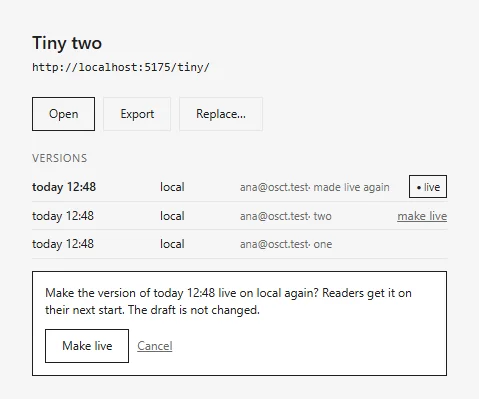 Tiny two
http://localhost:5175/tiny/
Open Export Replace...
VERSIONS
today 12:48 local ana@osct.test· made live again • live
today 12:48 local ana@osct.test· two make live
today 12:48 local ana@osct.test· one
Make the version of today 12:48 live on local again? Readers get it on
their next start. The draft is not changed.
Make live Cancel